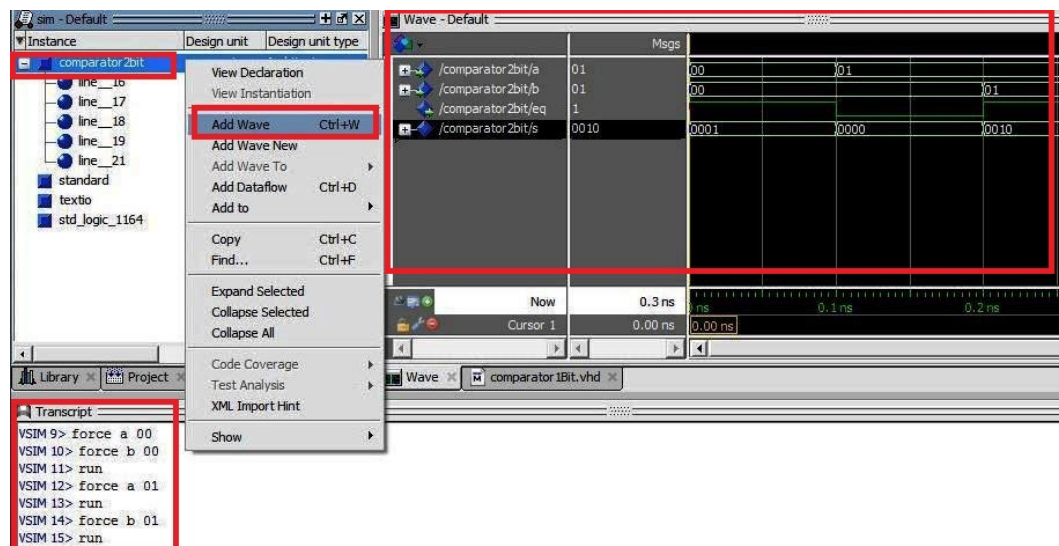 sim - Default
Instance Design unit Design unit type
comparator2bit
line__16
line__17
line__18
line__19
line__21
standard
textio
std_logic_1164
View Declaration
View Instantiation
Add Wave Ctrl+W
Add Wave New
Add Wave To
Add Dataflow Ctrl+D
Add to
Copy Ctrl+C
Find... Ctrl+F
Expand Selected
Collapse Selected
Collapse All
Code Coverage
Test Analysis
XML Import Hint
Show
Wave - Default
Msgs
/comparator2bit/a 01 00 01
/comparator2bit/b 01 00 01
/comparator2bit/eq 1
/comparator2bit/s 0010 0001 0000 0010
Now 0.3 ns ns 0.1 ns 0.2 ns
Cursor 1 0.00 ns 0.00 ns
Library Project
Wave comparator1Bit.vhd
Transcript
VSIM 9> force a 00
VSIM 10> force b 00
VSIM 11> run
VSIM 12> force a 01
VSIM 13> run
VSIM 14> force b 01
VSIM 15> run